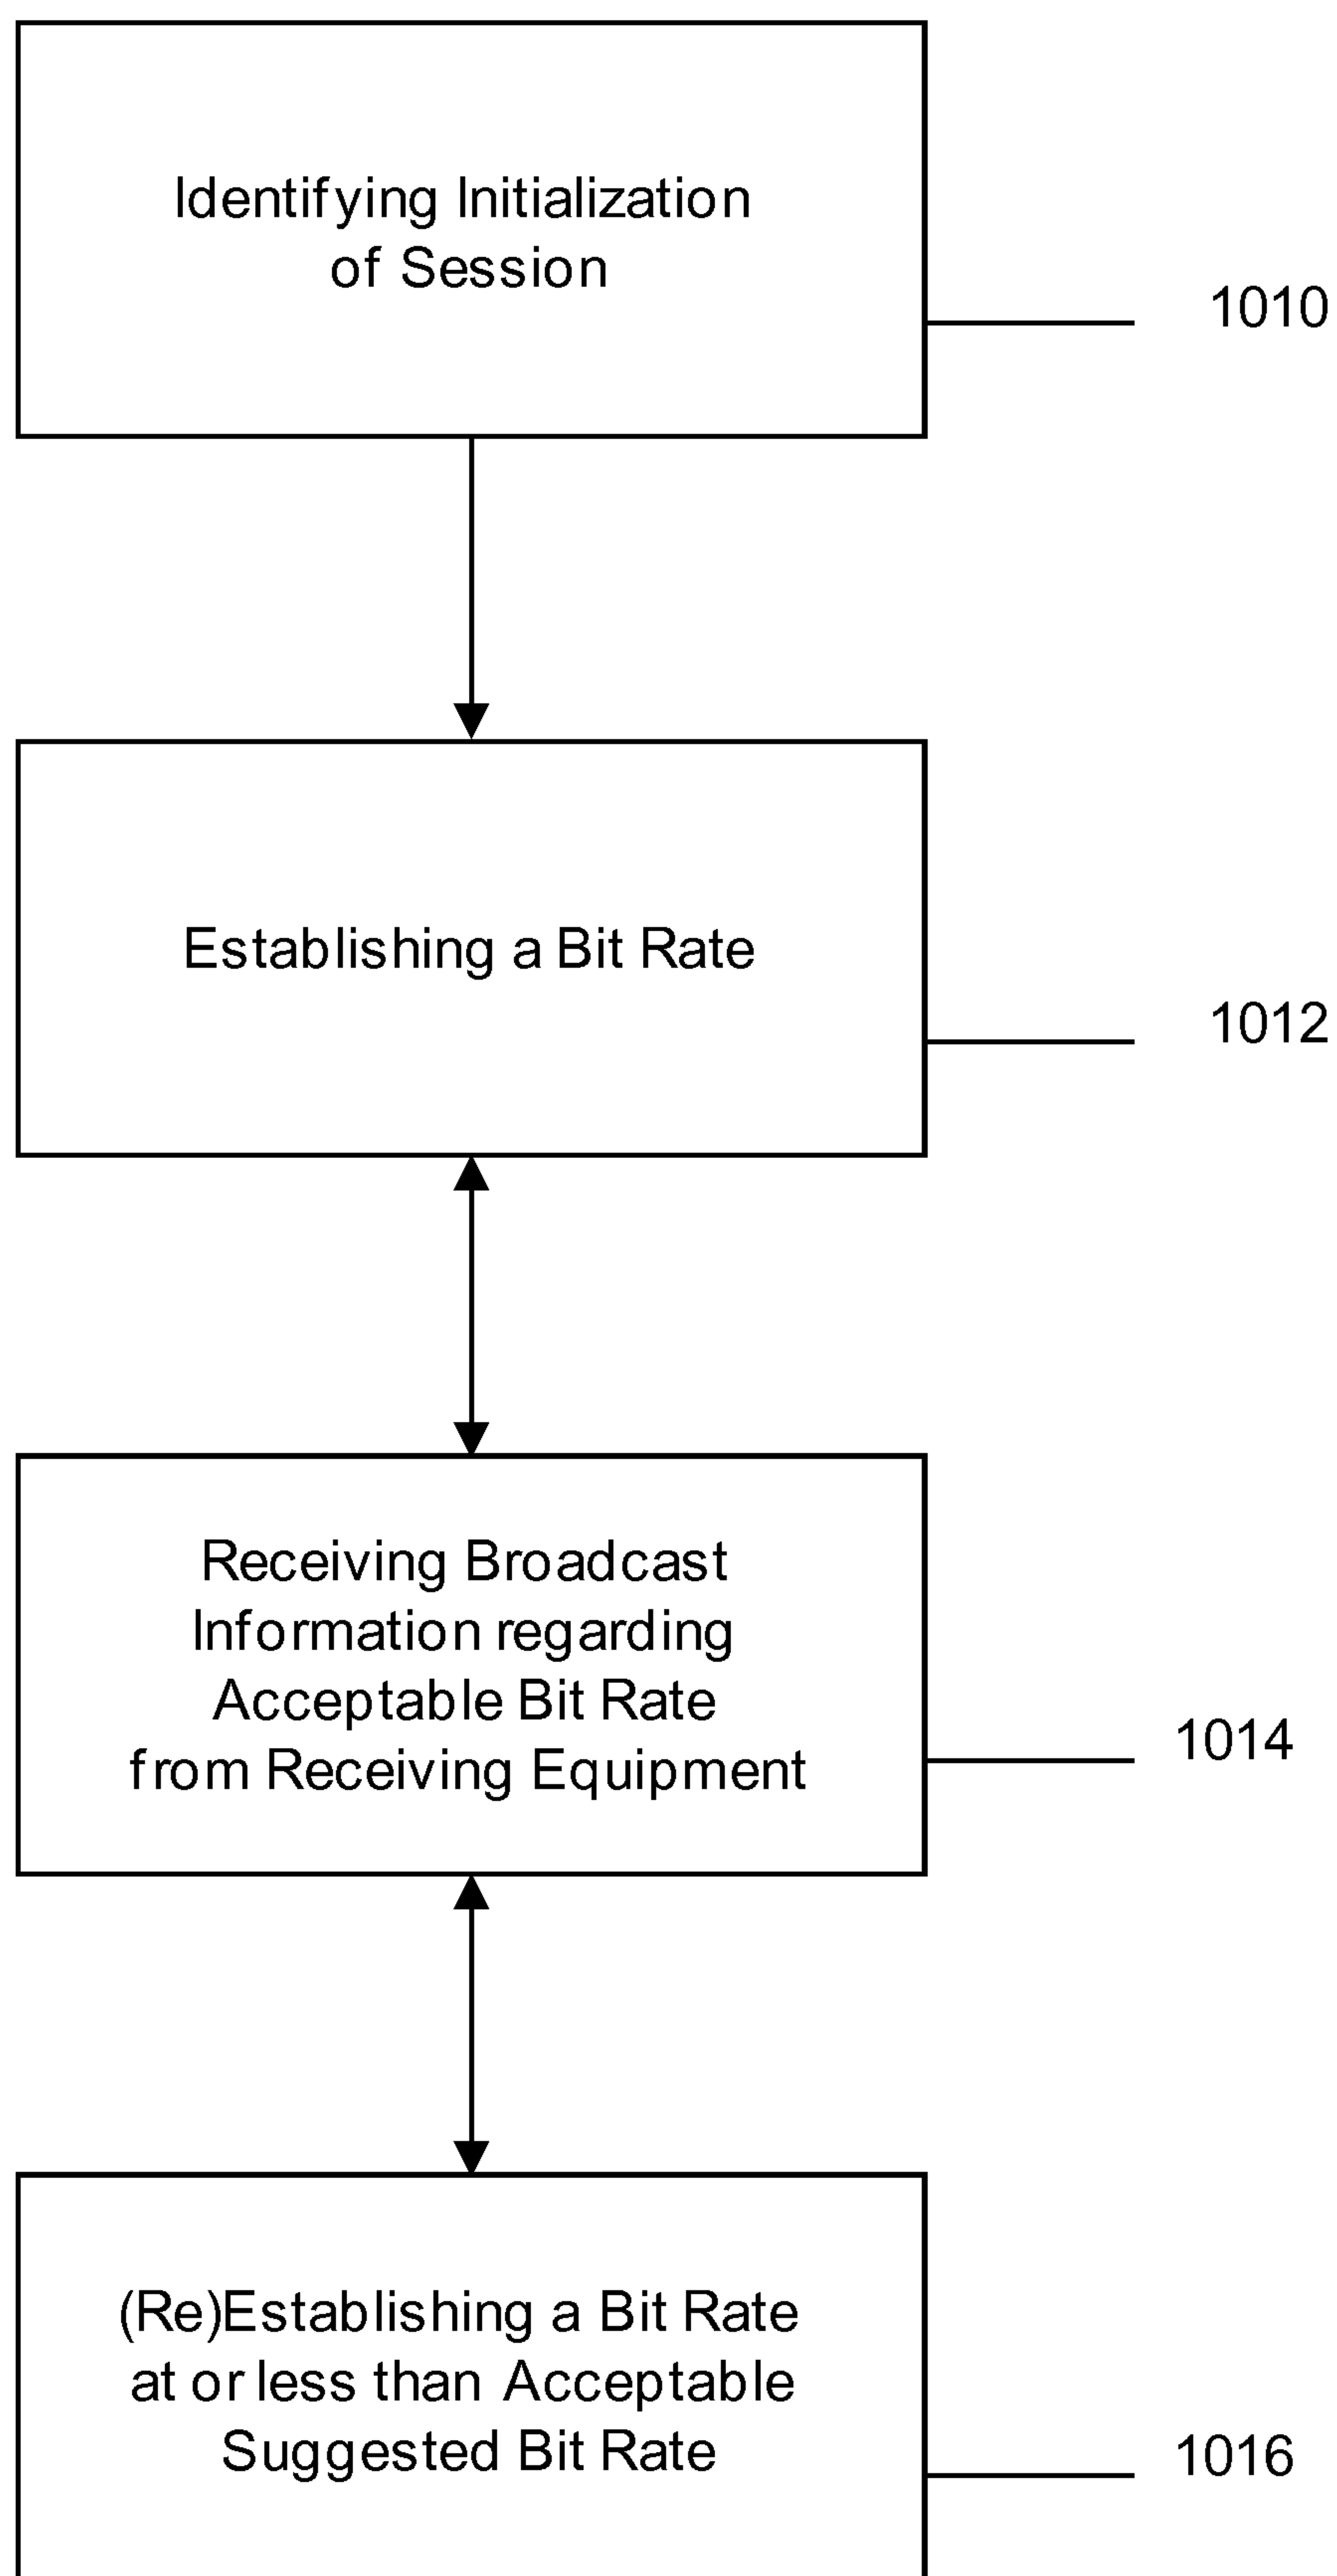 Identifying Initialization
of Session
1010
Establishing a Bit Rate
1012
Receiving Broadcast
Information regarding
Acceptable Bit Rate
from Receiving Equipment
1014
(Re)Establishing a Bit Rate
at or less than Acceptable
Suggested Bit Rate
1016